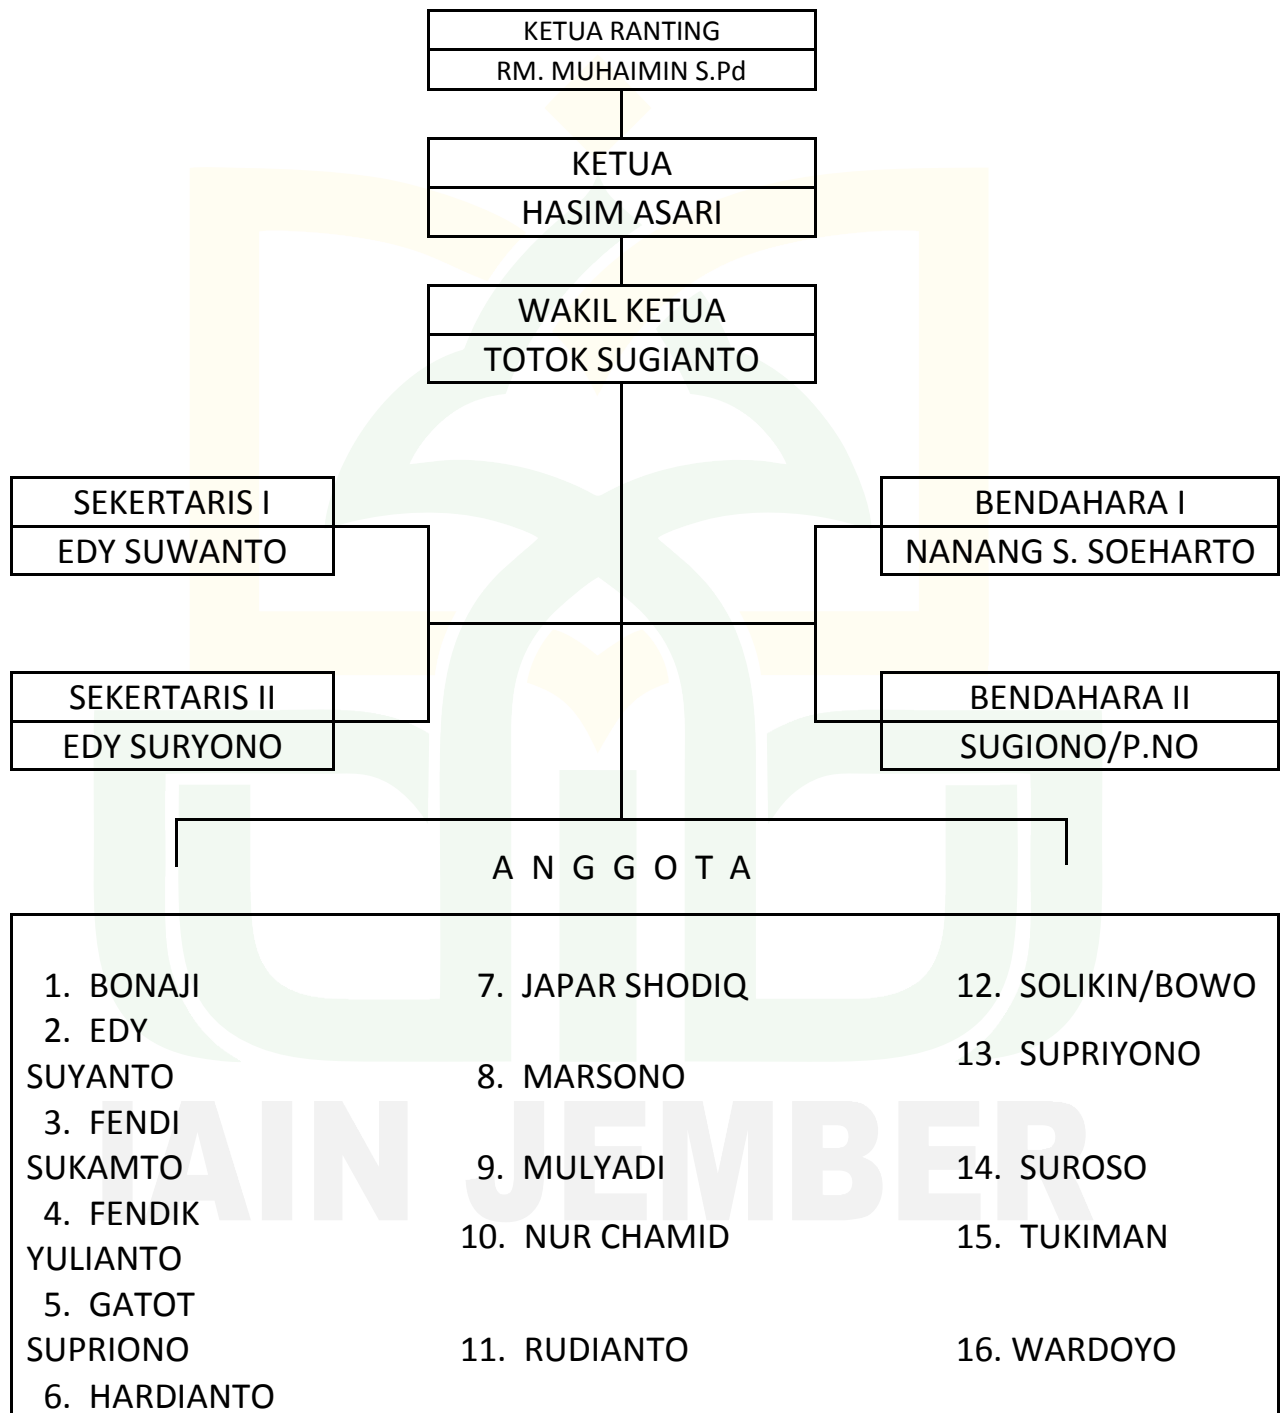 KETUA RANTING
RM. MUHAIMIN S.Pd
KETUA
HASIM ASARI
WAKIL KETUA
TOTOK SUGIANTO
SEKERTARIS I
EDY SUWANTO
BENDAHARA I
NANANG S. SOEHARTO
SEKERTARIS II
EDY SURYONO
BENDAHARA II
SUGIONO/P.NO
A N G G O T A
1. BONAJI
2. EDY
SUYANTO
3. FENDI
SUKAMTO
4. FENDIK
YULIANTO
5. GATOT
SUPRIONO
6. HARDIANTO
7. JAPAR SHODIQ
8. MARSONO
9. MULYADI
10. NUR CHAMID
11. RUDIANTO
12. SOLIKIN/BOWO
13. SUPRIYONO
14. SUROSO
15. TUKIMAN
16. WARDOYO
IAIN JEMBER